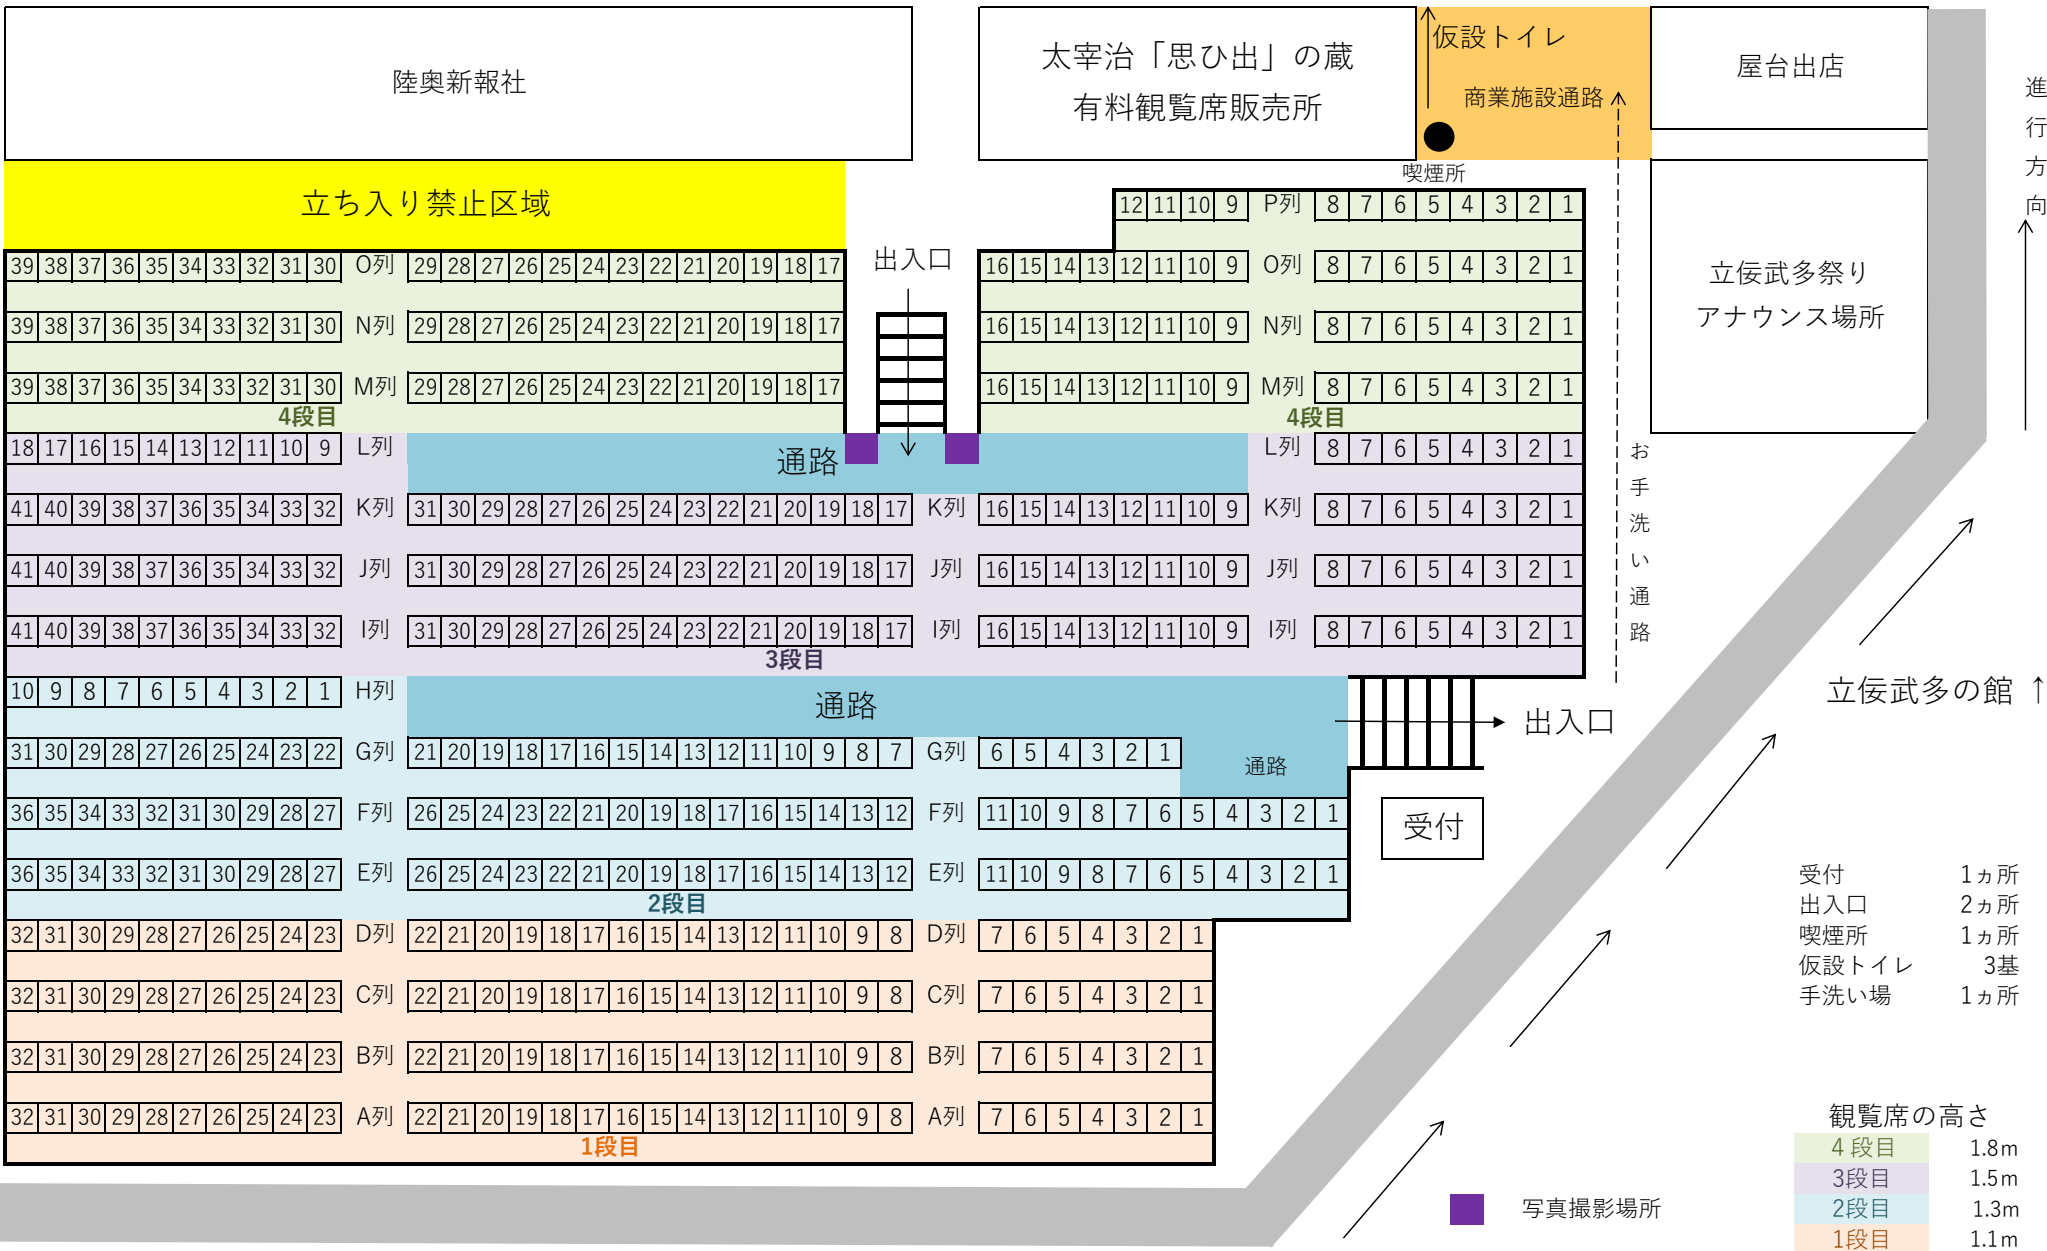 陸奥新報社
太宰治「思ひ出」の蔵
有料観覧席販売所
仮設トイレ
商業施設通路
屋台出店
進行方向
喫煙所
立ち入り禁止区域
12 11 10 9 P列 8 7 6 5 4 3 2 1
出入口
39 38 37 36 35 34 33 32 31 30 O列 29 28 27 26 25 24 23 22 21 20 19 18 17 16 15 14 13 12 11 10 9 O列 8 7 6 5 4 3 2 1
立佞武多祭り
アナウンス場所
39 38 37 36 35 34 33 32 31 30 N列 29 28 27 26 25 24 23 22 21 20 19 18 17 16 15 14 13 12 11 10 9 N列 8 7 6 5 4 3 2 1
39 38 37 36 35 34 33 32 31 30 M列 29 28 27 26 25 24 23 22 21 20 19 18 17 16 15 14 13 12 11 10 9 M列 8 7 6 5 4 3 2 1
4段目 4段目
18 17 16 15 14 13 12 11 10 9 L列 通路 L列 8 7 6 5 4 3 2 1
お手洗い通路
41 40 39 38 37 36 35 34 33 32 K列 31 30 29 28 27 26 25 24 23 22 21 20 19 18 17 K列 16 15 14 13 12 11 10 9 K列 8 7 6 5 4 3 2 1
41 40 39 38 37 36 35 34 33 32 J列 31 30 29 28 27 26 25 24 23 22 21 20 19 18 17 J列 16 15 14 13 12 11 10 9 J列 8 7 6 5 4 3 2 1
41 40 39 38 37 36 35 34 33 32 I列 31 30 29 28 27 26 25 24 23 22 21 20 19 18 17 I列 16 15 14 13 12 11 10 9 I列 8 7 6 5 4 3 2 1
3段目
10 9 8 7 6 5 4 3 2 1 H列 通路
出入口
立佞武多の館 ↑
31 30 29 28 27 26 25 24 23 22 G列 21 20 19 18 17 16 15 14 13 12 11 10 9 8 7 G列 6 5 4 3 2 1 通路
36 35 34 33 32 31 30 29 28 27 F列 26 25 24 23 22 21 20 19 18 17 16 15 14 13 12 F列 11 10 9 8 7 6 5 4 3 2 1
受付
36 35 34 33 32 31 30 29 28 27 E列 26 25 24 23 22 21 20 19 18 17 16 15 14 13 12 E列 11 10 9 8 7 6 5 4 3 2 1
2段目
32 31 30 29 28 27 26 25 24 23 D列 22 21 20 19 18 17 16 15 14 13 12 11 10 9 8 D列 7 6 5 4 3 2 1
32 31 30 29 28 27 26 25 24 23 C列 22 21 20 19 18 17 16 15 14 13 12 11 10 9 8 C列 7 6 5 4 3 2 1
32 31 30 29 28 27 26 25 24 23 B列 22 21 20 19 18 17 16 15 14 13 12 11 10 9 8 B列 7 6 5 4 3 2 1
32 31 30 29 28 27 26 25 24 23 A列 22 21 20 19 18 17 16 15 14 13 12 11 10 9 8 A列 7 6 5 4 3 2 1
1段目
受付 1ヵ所
出入口 2ヵ所
喫煙所 1ヵ所
仮設トイレ 3基
手洗い場 1ヵ所
観覧席の高さ
4段目 1.8m
3段目 1.5m
2段目 1.3m
1段目 1.1m
写真撮影場所